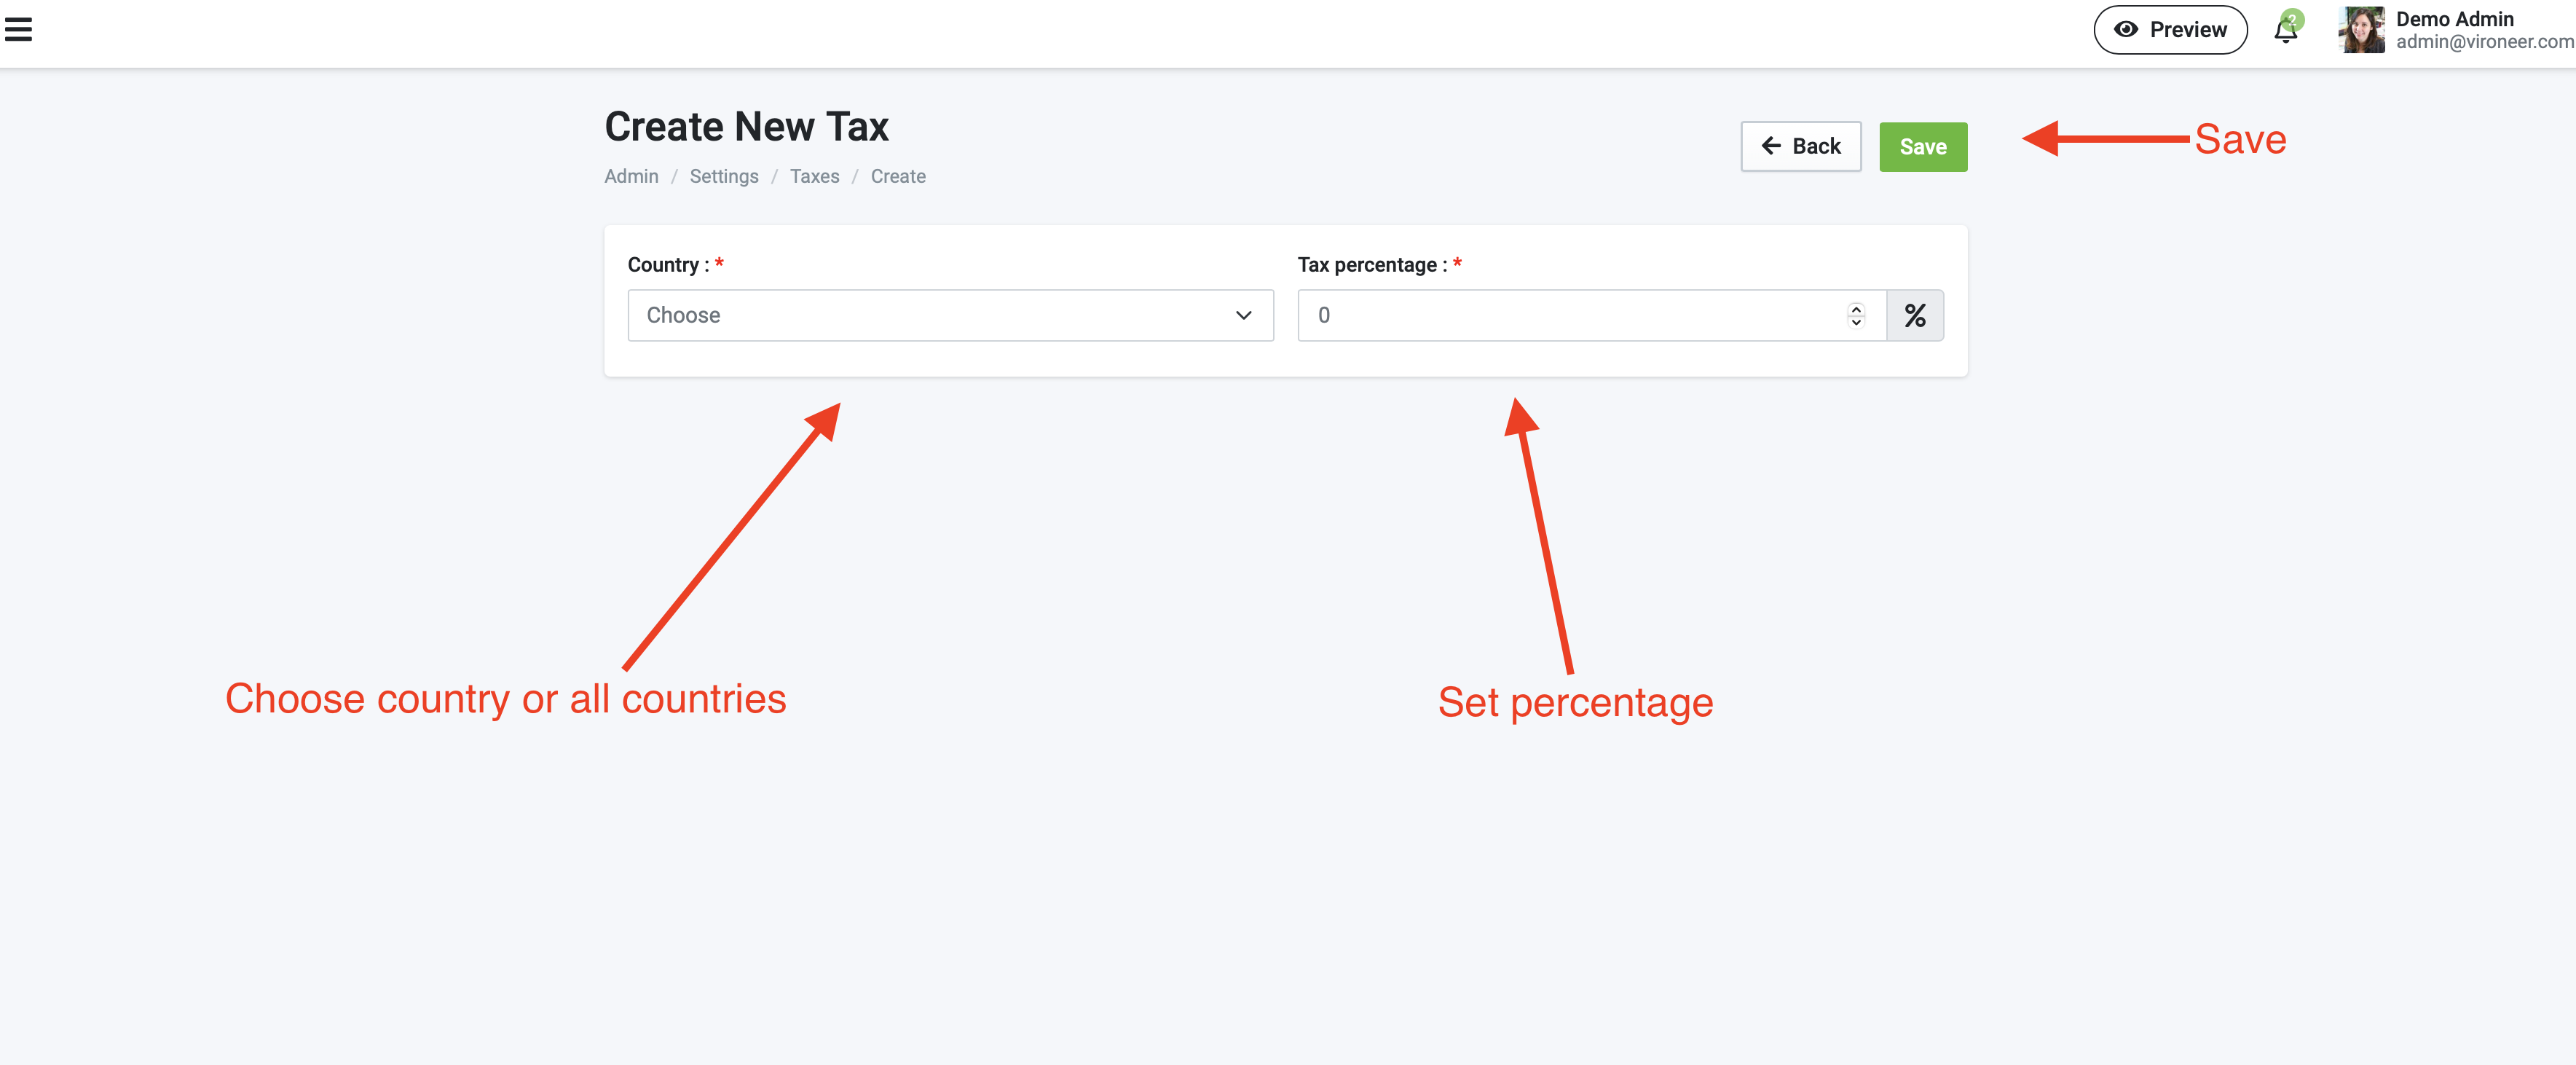 Preview
2
Demo Admin
admin@vironeer.com
Create New Tax
Admin / Settings / Taxes / Create
Back
Save
Save
Country : *
Tax percentage : *
Choose
0
%
Choose country or all countries
Set percentage